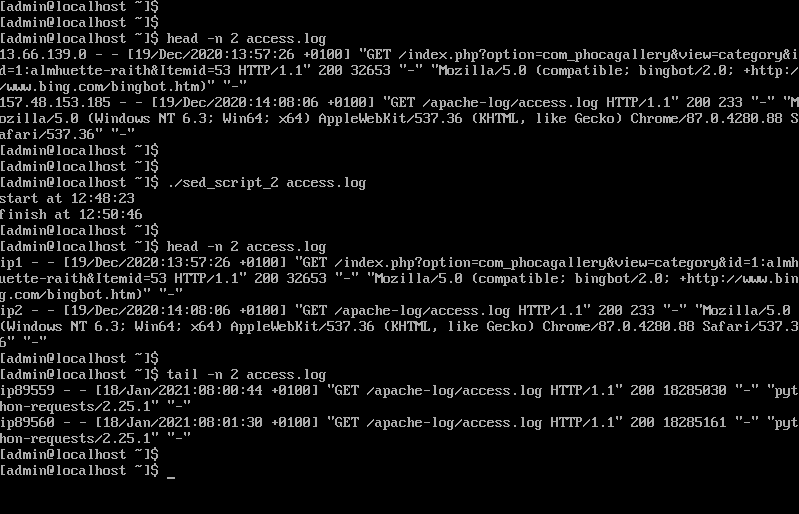 [admin@localhost ~]$
[admin@localhost ~]$
[admin@localhost ~]$ head -n 2 access.log
13.66.139.0 - - [19/Dec/2020:13:57:26 +0100] "GET /index.php?option=com_phocagallery&view=category&i
d=1:almhuette-raith&Itemid=53 HTTP/1.1" 200 32653 "-" "Mozilla/5.0 (compatible; bingbot/2.0; +http:/
/www.bing.com/bingbot.htm)" "-"
157.48.153.185 - - [19/Dec/2020:14:08:06 +0100] "GET /apache-log/access.log HTTP/1.1" 200 233 "-" "M
ozilla/5.0 (Windows NT 6.3; Win64; x64) AppleWebKit/537.36 (KHTML, like Gecko) Chrome/87.0.4280.88 S
afari/537.36" "-"
[admin@localhost ~]$
[admin@localhost ~]$
[admin@localhost ~]$ ./sed_script_2 access.log
start at 12:48:23
finish at 12:50:46
[admin@localhost ~]$
[admin@localhost ~]$ head -n 2 access.log
ip1 - - [19/Dec/2020:13:57:26 +0100] "GET /index.php?option=com_phocagallery&view=category&id=1:almh
uette-raith&Itemid=53 HTTP/1.1" 200 32653 "-" "Mozilla/5.0 (compatible; bingbot/2.0; +http://www.bin
g.com/bingbot.htm)" "-"
ip2 - - [19/Dec/2020:14:08:06 +0100] "GET /apache-log/access.log HTTP/1.1" 200 233 "-" "Mozilla/5.0
(Windows NT 6.3; Win64; x64) AppleWebKit/537.36 (KHTML, like Gecko) Chrome/87.0.4280.88 Safari/537.3
6" "-"
[admin@localhost ~]$
[admin@localhost ~]$ tail -n 2 access.log
ip89559 - - [18/Jan/2021:08:00:44 +0100] "GET /apache-log/access.log HTTP/1.1" 200 18285030 "-" "pyt
hon-requests/2.25.1" "-"
ip89560 - - [18/Jan/2021:08:01:30 +0100] "GET /apache-log/access.log HTTP/1.1" 200 18285161 "-" "pyt
hon-requests/2.25.1" "-"
[admin@localhost ~]$
[admin@localhost ~]$ _